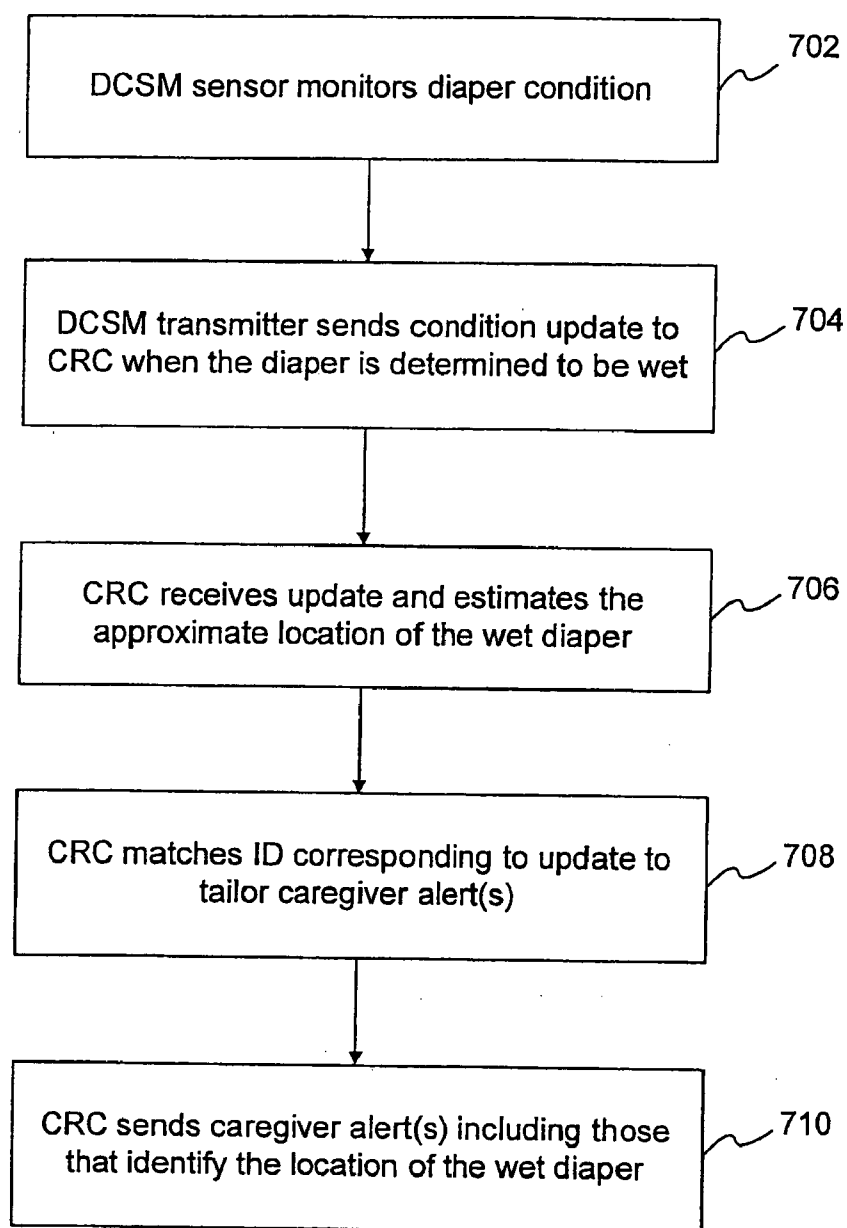 DCSM sensor monitors diaper condition
702
DCSM transmitter sends condition update to
CRC when the diaper is determined to be wet
704
CRC receives update and estimates the
approximate location of the wet diaper
706
CRC matches ID corresponding to update to
tailor caregiver alert(s)
708
CRC sends caregiver alert(s) including those
that identify the location of the wet diaper
710